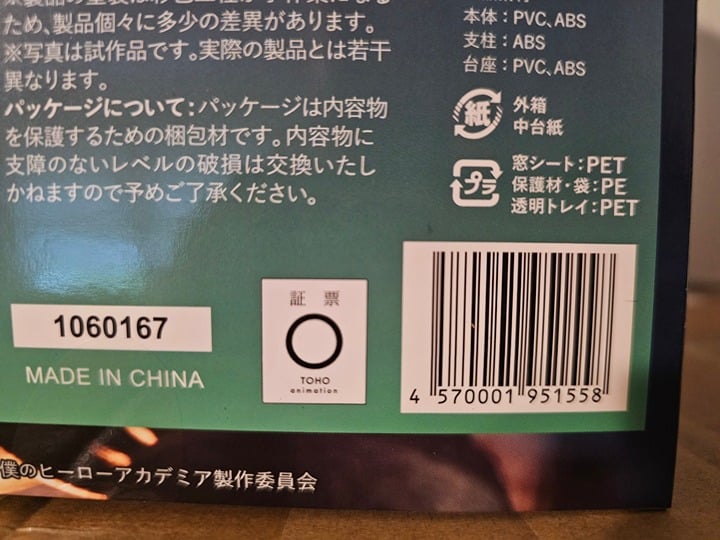 ため、製品個々に多少の差異があります。
※写真は試作品です。実際の製品とは若干
異なります。
パッケージについて：パッケージは内容物
を保護するための梱包材です。内容物に
支障のないレベルの破損は交換いたし
かねますので予めご了承ください。
本体：PVC、ABS
支柱：ABS
台座：PVC、ABS
紙
外箱
中台紙
プラ
窓シート：PET
保護材・袋：PE
透明トレイ：PET
1060167
MADE IN CHINA
証 票
TOHO
animation
4 570001 951558
僕のヒーローアカデミア製作委員会